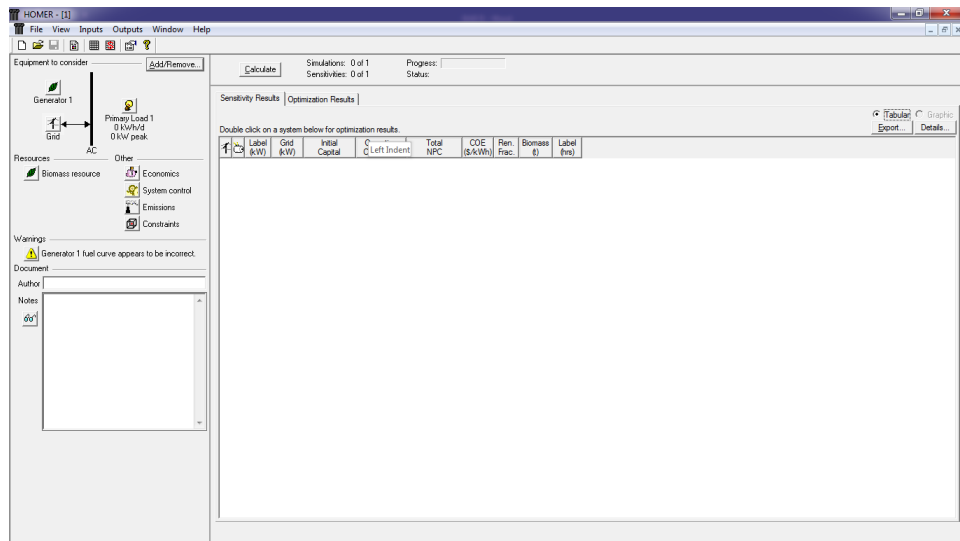 HOMER - [1]
File View Inputs Outputs Window Help
Equipment to consider Add/Remove...
Calculate
Simulations: 0 of 1 Progress:
Sensitivities: 0 of 1 Status:
Generator 1
Primary Load 1
0 kWh/d
0 kW peak
Grid
AC
Resources Other
Biomass resource Economics
System control
Emissions
Constraints
Warnings
Generator 1 fuel curve appears to be incorrect.
Document
Author
Notes
Sensitivity Results Optimization Results
Tabular Graphic
Double click on a system below for optimization results. Export... Details...
Label Grid Initial Total COE Ren. Biomass Label
(kW) (kW) Capital Left Indent NPC ($/kWh) Frac. (t) (hrs)